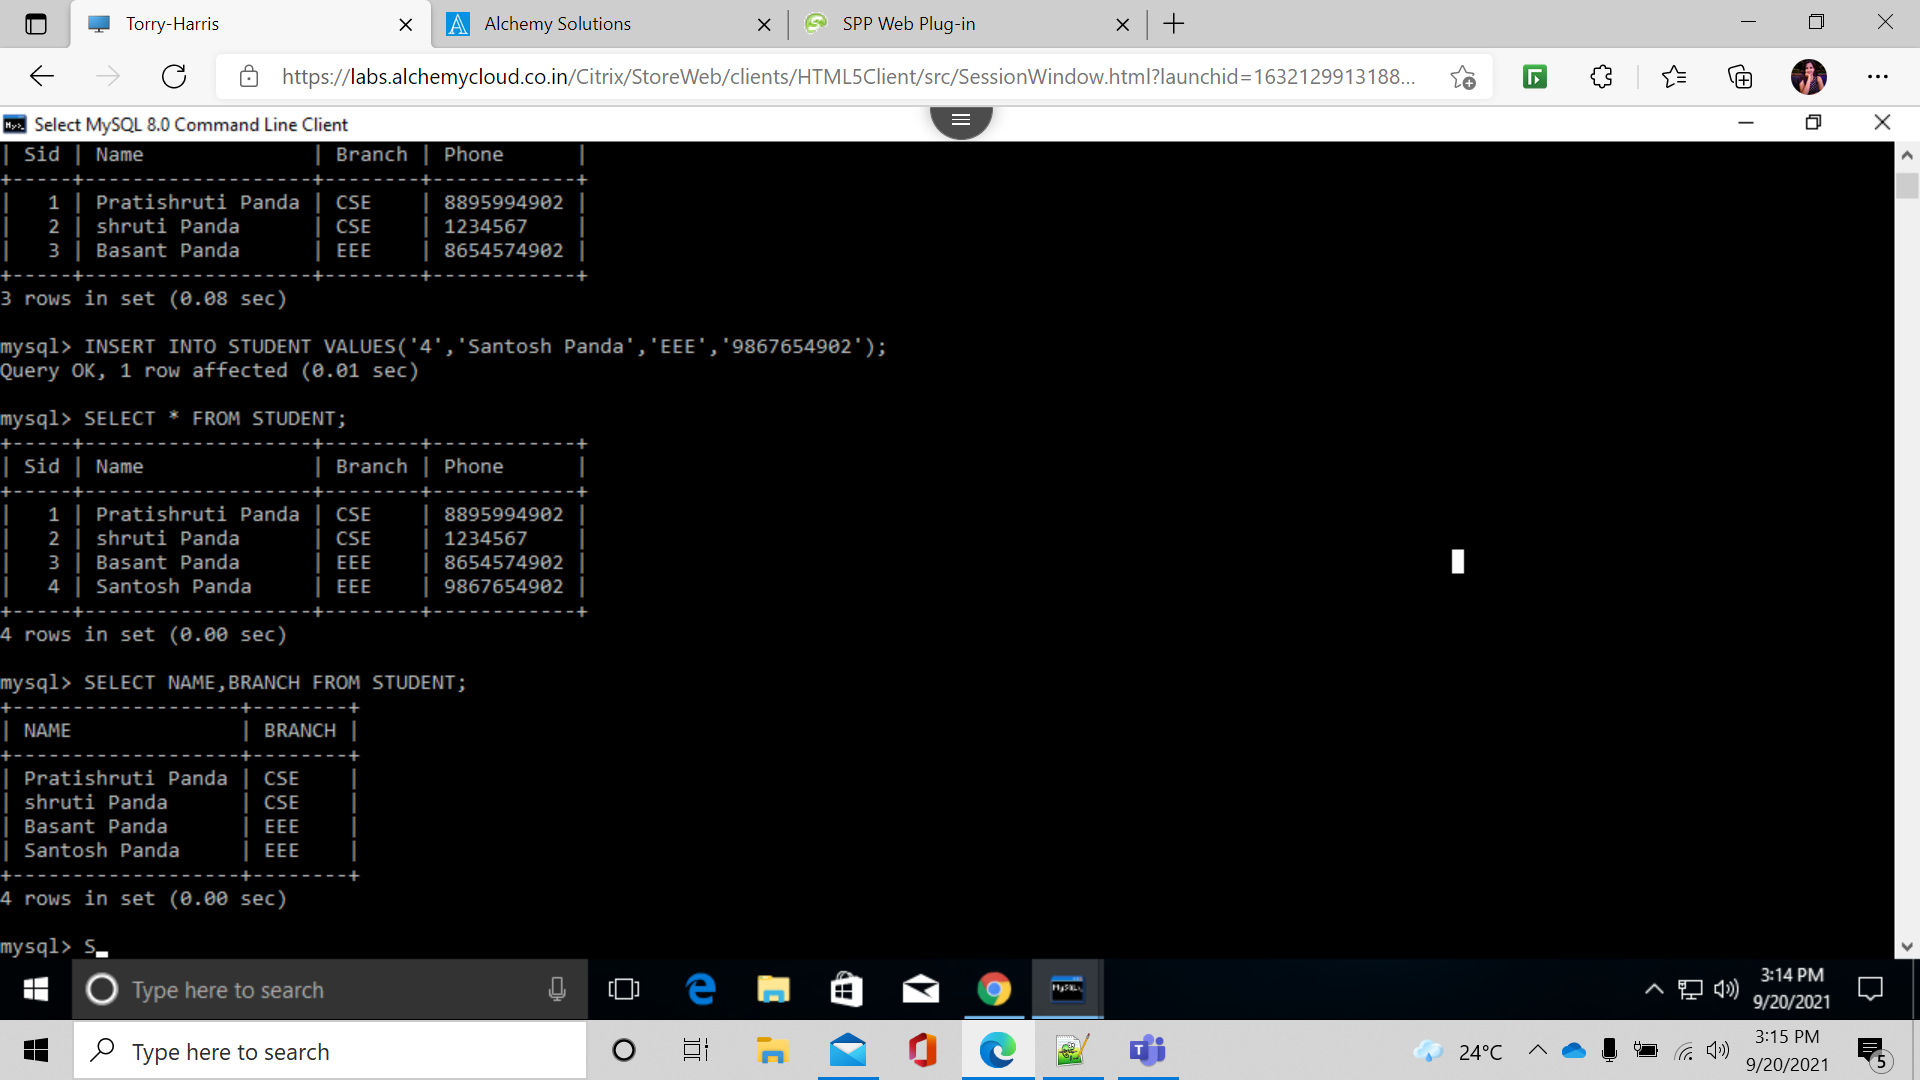 Torry-Harris
Alchemy Solutions
SPP Web Plug-in
https://labs.alchemycloud.co.in/Citrix/StoreWeb/clients/HTML5Client/src/SessionWindow.html?launchid=1632129913188...
Select MySQL 8.0 Command Line Client
| Sid | Name              | Branch | Phone      |
+-----+-------------------+--------+------------+
|   1 | Pratishruti Panda | CSE    | 8895994902 |
|   2 | shruti Panda      | CSE    | 1234567    |
|   3 | Basant Panda      | EEE    | 8654574902 |
+-----+-------------------+--------+------------+
3 rows in set (0.08 sec)
mysql> INSERT INTO STUDENT VALUES('4','Santosh Panda','EEE','9867654902');
Query OK, 1 row affected (0.01 sec)
mysql> SELECT * FROM STUDENT;
+-----+-------------------+--------+------------+
| Sid | Name              | Branch | Phone      |
+-----+-------------------+--------+------------+
|   1 | Pratishruti Panda | CSE    | 8895994902 |
|   2 | shruti Panda      | CSE    | 1234567    |
|   3 | Basant Panda      | EEE    | 8654574902 |
|   4 | Santosh Panda     | EEE    | 9867654902 |
+-----+-------------------+--------+------------+
4 rows in set (0.00 sec)
mysql> SELECT NAME,BRANCH FROM STUDENT;
+-------------------+--------+
| NAME              | BRANCH |
+-------------------+--------+
| Pratishruti Panda | CSE    |
| shruti Panda      | CSE    |
| Basant Panda      | EEE    |
| Santosh Panda     | EEE    |
+-------------------+--------+
4 rows in set (0.00 sec)
mysql> S_
Type here to search
3:14 PM
9/20/2021
Type here to search
24°C
3:15 PM
9/20/2021
5